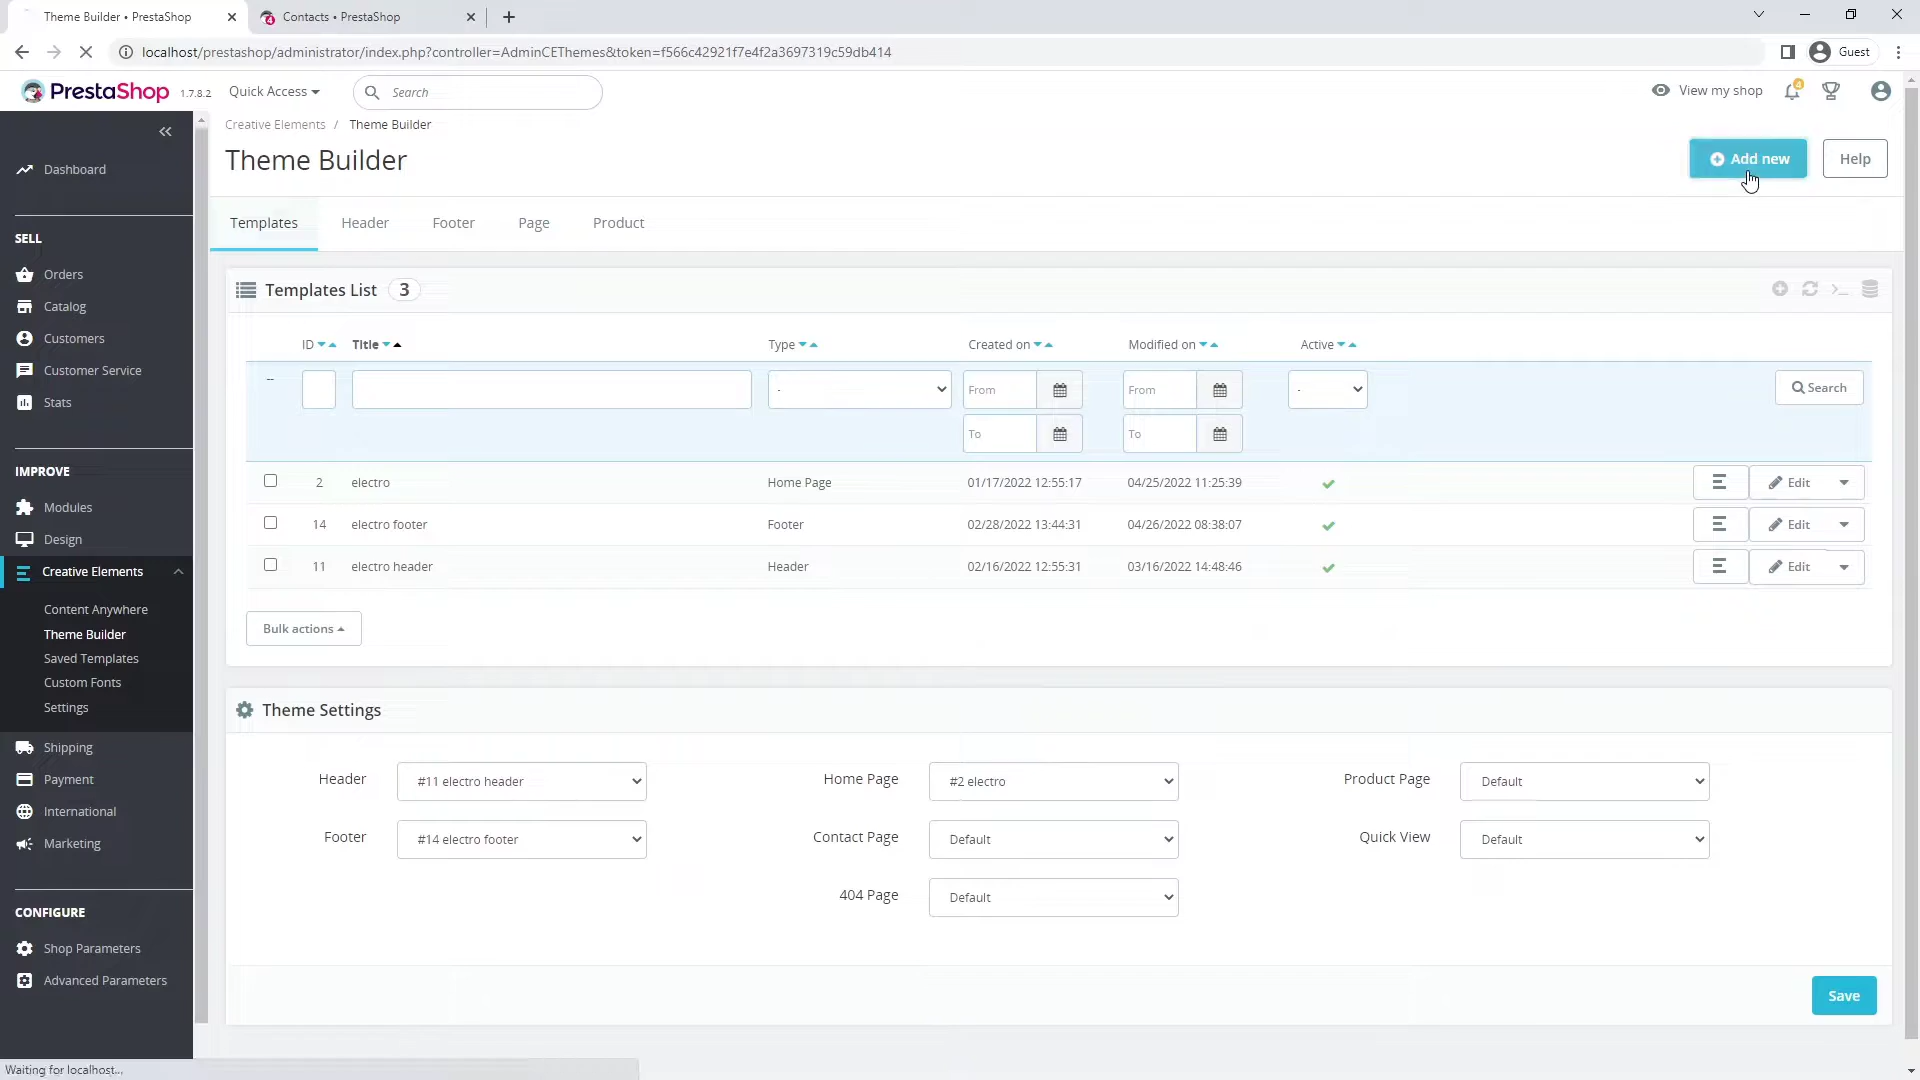 Theme Builder • PrestaShop
Contacts • PrestaShop
localhost/prestashop/administrator/index.php?controller=AdminCEThemes&token=f566c42921f7e4f2a3697319c59db414
Guest
PrestaShop 1.7.8.2
Quick Access
Search
View my shop
4
Creative Elements / Theme Builder
Theme Builder
Add new
Help
Templates
Header
Footer
Page
Product
Dashboard
SELL
Orders
Catalog
Customers
Customer Service
Stats
IMPROVE
Modules
Design
Creative Elements
Content Anywhere
Theme Builder
Saved Templates
Custom Fonts
Settings
Shipping
Payment
International
Marketing
CONFIGURE
Shop Parameters
Advanced Parameters
Templates List 3
ID Title Type Created on Modified on Active
-- - From From - Search
To To
2 electro Home Page 01/17/2022 12:55:17 04/25/2022 11:25:39 Edit
14 electro footer Footer 02/28/2022 13:44:31 04/26/2022 08:38:07 Edit
11 electro header Header 02/16/2022 12:55:31 03/16/2022 14:48:46 Edit
Bulk actions
Theme Settings
Header #11 electro header Home Page #2 electro Product Page Default
Footer #14 electro footer Contact Page Default Quick View Default
404 Page Default
Save
Waiting for localhost...